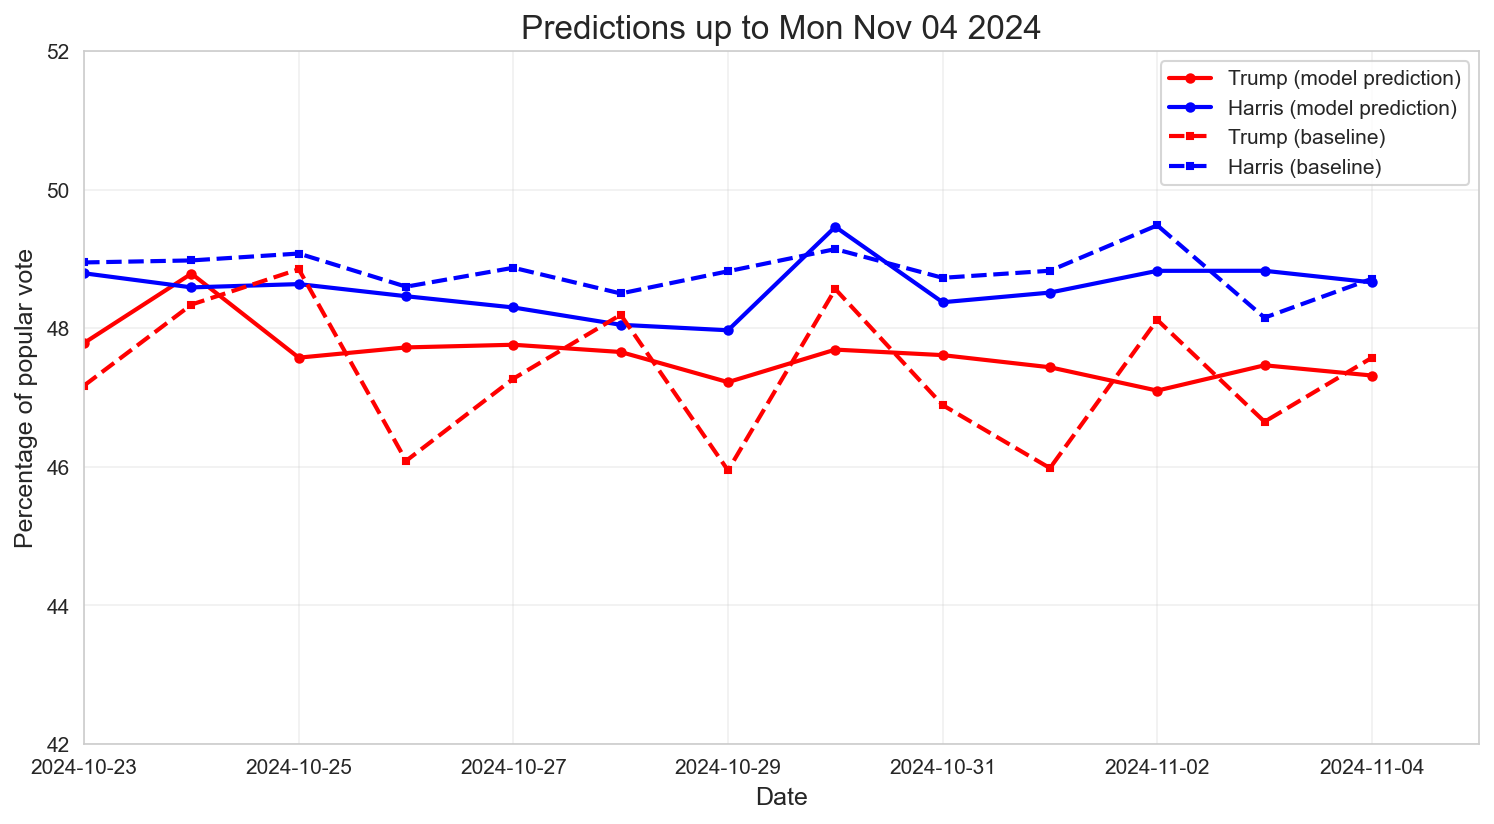 Predictions up to Mon Nov 04 2024
52
50
48
46
44
42
Percentage of popular vote
Trump (model prediction)
Harris (model prediction)
Trump (baseline)
Harris (baseline)
2024-10-23 2024-10-25 2024-10-27 2024-10-29 2024-10-31 2024-11-02 2024-11-04
Date